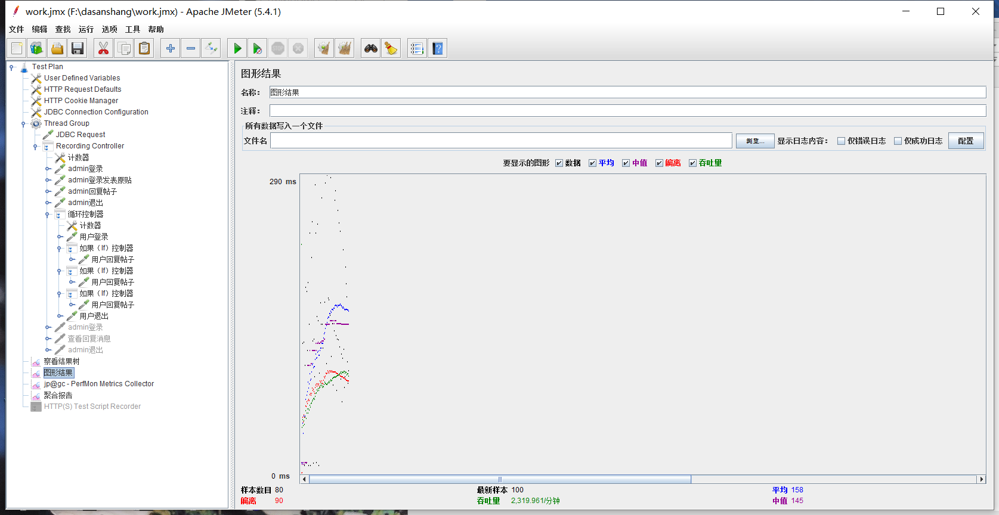 work.jmx (F:\dasanshang\work.jmx) - Apache JMeter (5.4.1)
文件 编辑 查找 运行 选项 工具 帮助
Test Plan
User Defined Variables
HTTP Request Defaults
HTTP Cookie Manager
JDBC Connection Configuration
Thread Group
JDBC Request
Recording Controller
计数器
admin登录
admin登录发表原贴
admin回复帖子
admin退出
循环控制器
计数器
用户登录
如果（If）控制器
用户回复帖子
如果（If）控制器
用户回复帖子
如果（If）控制器
用户回复帖子
用户退出
admin登录
查看回复消息
admin退出
察看结果树
图形结果
jp@gc - PerfMon Metrics Collector
聚合报告
HTTP(S) Test Script Recorder
图形结果
名称： 图形结果
注释：
所有数据写入一个文件
文件名 浏览... 显示日志内容： 仅错误日志 仅成功日志 配置
要显示的图形 数据 平均 中值 偏离 吞吐量
290 ms
0 ms
样本数目 80 最新样本 100 平均 158
偏离 90 吞吐量 2,319.961/分钟 中值 145